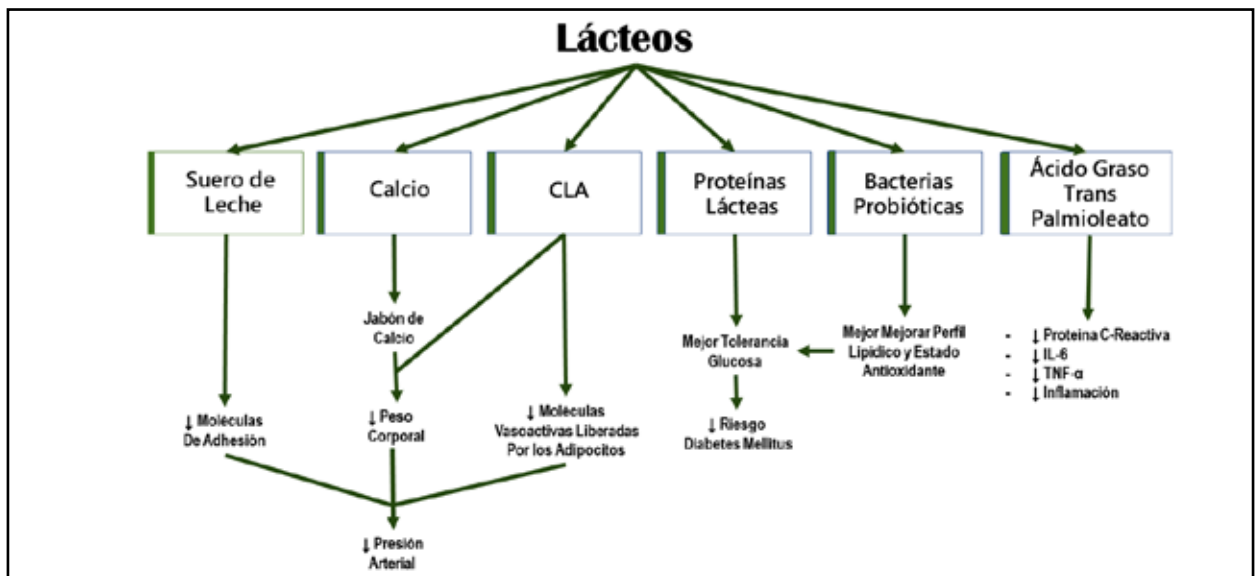 Lácteos
Suero de
Leche
Calcio
CLA
Proteínas
Lácteas
Bacterias
Probióticas
Ácido Graso
Trans
Palmioleato
Jabón de
Calcio
Mejor Tolerancia
Glucosa
Mejor Mejorar Perfil
Lipídico y Estado
Antioxidante
- ↓ Proteína C-Reactiva
- ↓ IL-6
- ↓ TNF-α
- ↓ Inflamación
↓ Moléculas
De Adhesión
↓ Peso
Corporal
↓ Moléculas
Vasoactivas Liberadas
Por los Adipocitos
↓ Riesgo
Diabetes Mellitus
↓ Presión
Arterial